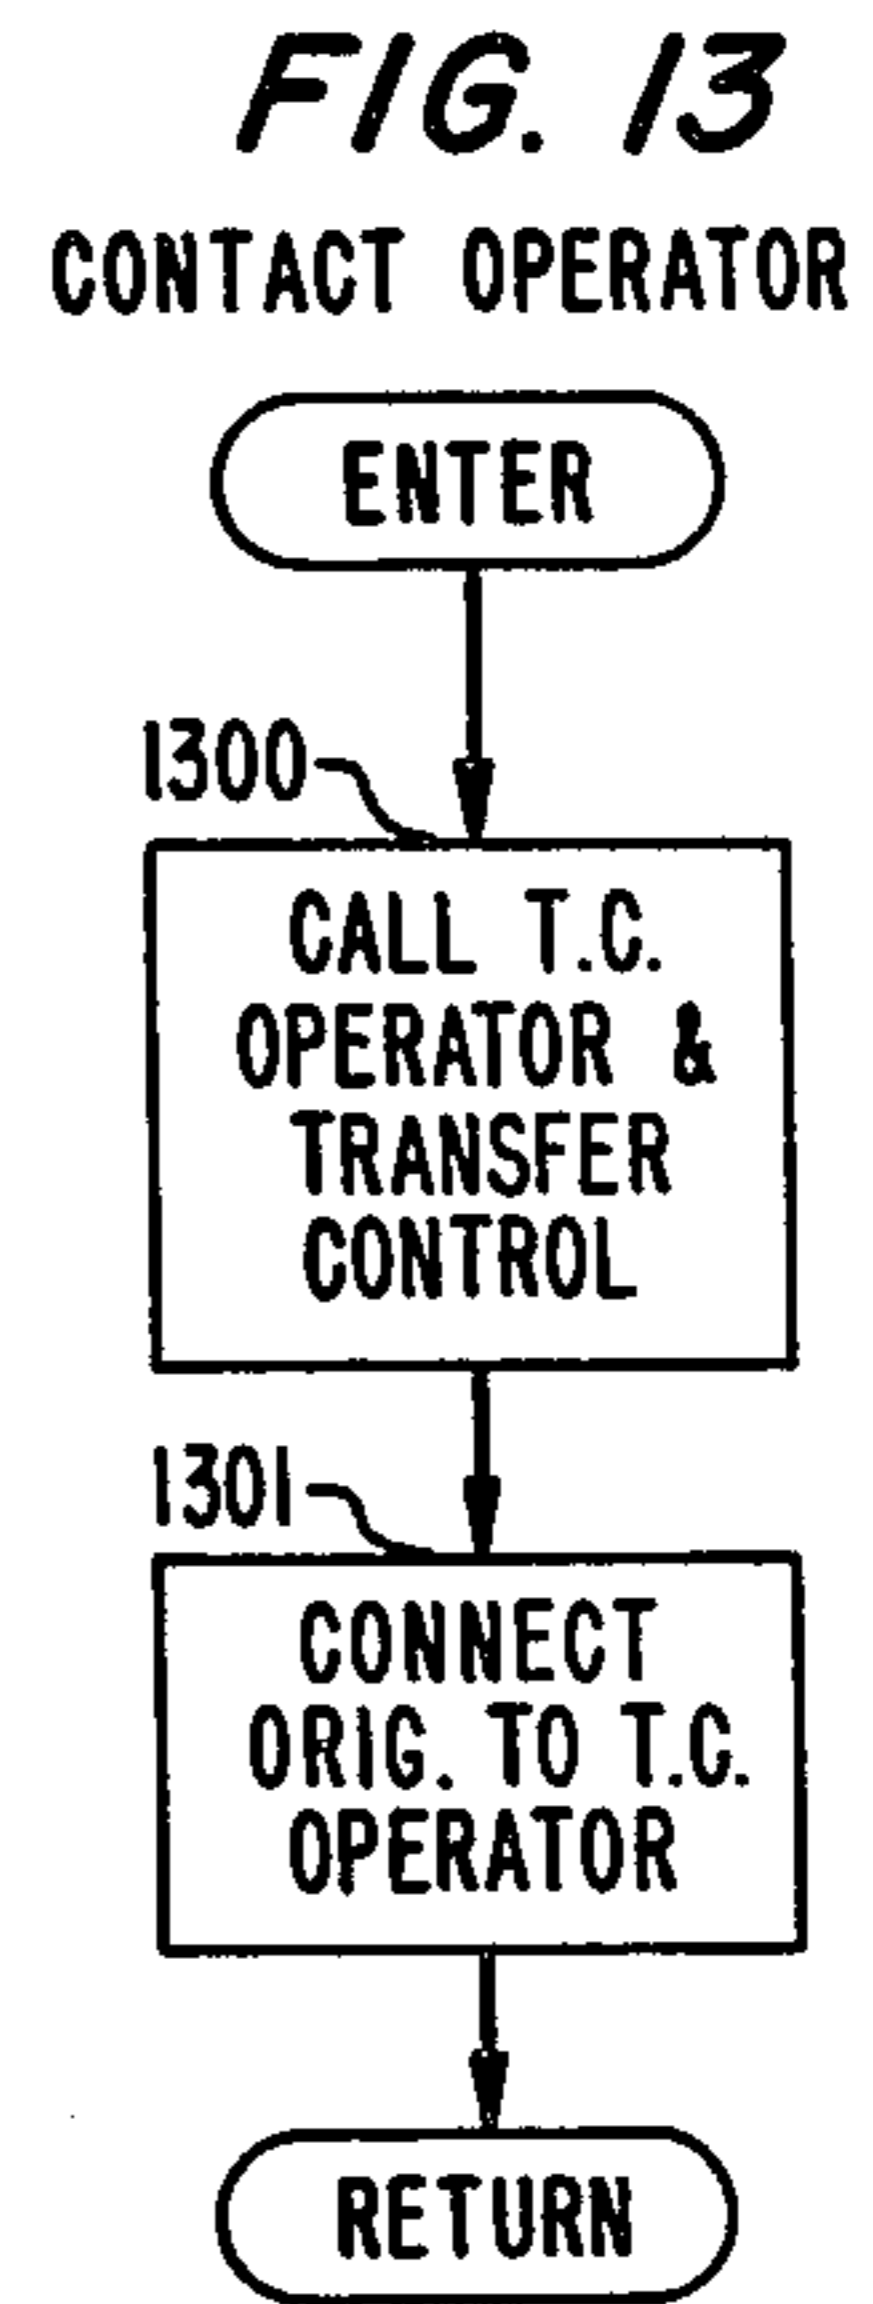 FIG. 13
CONTACT OPERATOR
ENTER
1300
CALL T.C.
OPERATOR &
TRANSFER
CONTROL
1301
CONNECT
ORIG. TO T.C.
OPERATOR
RETURN